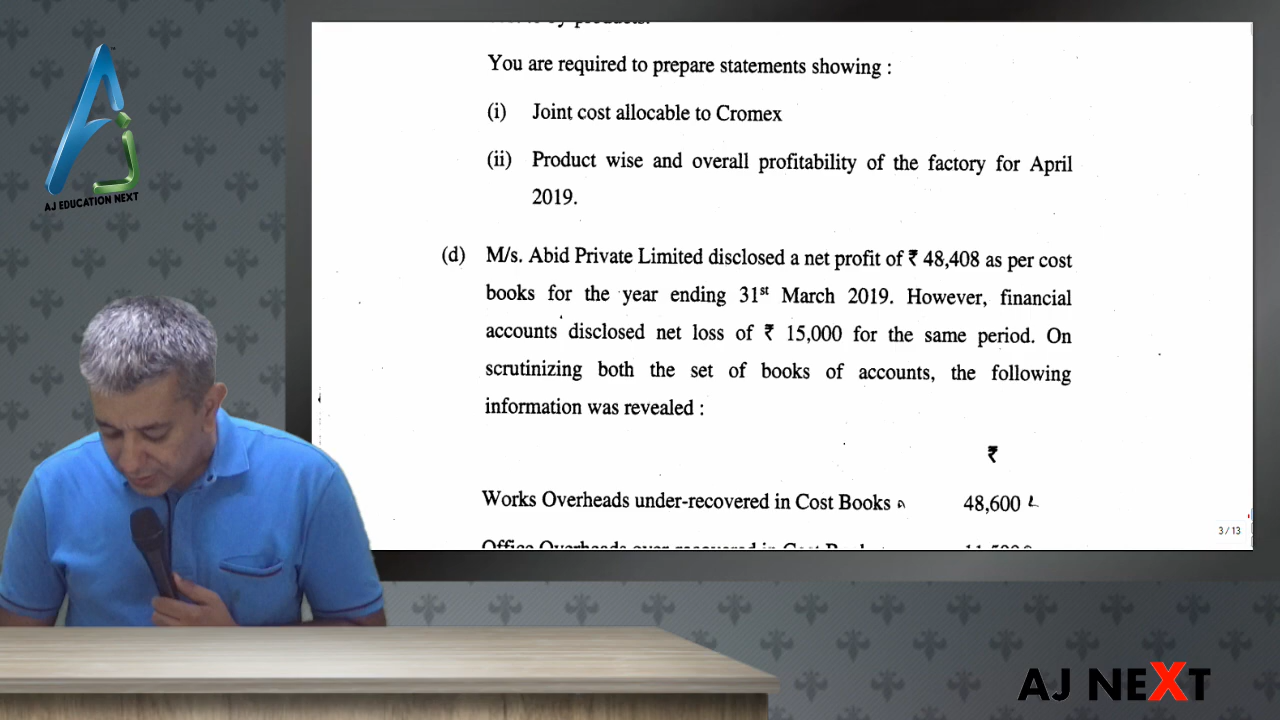 You are required to prepare statements showing :
(i) Joint cost allocable to Cromex
(ii) Product wise and overall profitability of the factory for April
2019.
(d) M/s. Abid Private Limited disclosed a net profit of ₹ 48,408 as per cost
books for the year ending 31st March 2019. However, financial
accounts disclosed net loss of ₹ 15,000 for the same period. On
scrutinizing both the set of books of accounts, the following
information was revealed :
₹
Works Overheads under-recovered in Cost Books 48,600
3 / 13
AJ EDUCATION NEXT
AJ NEXT